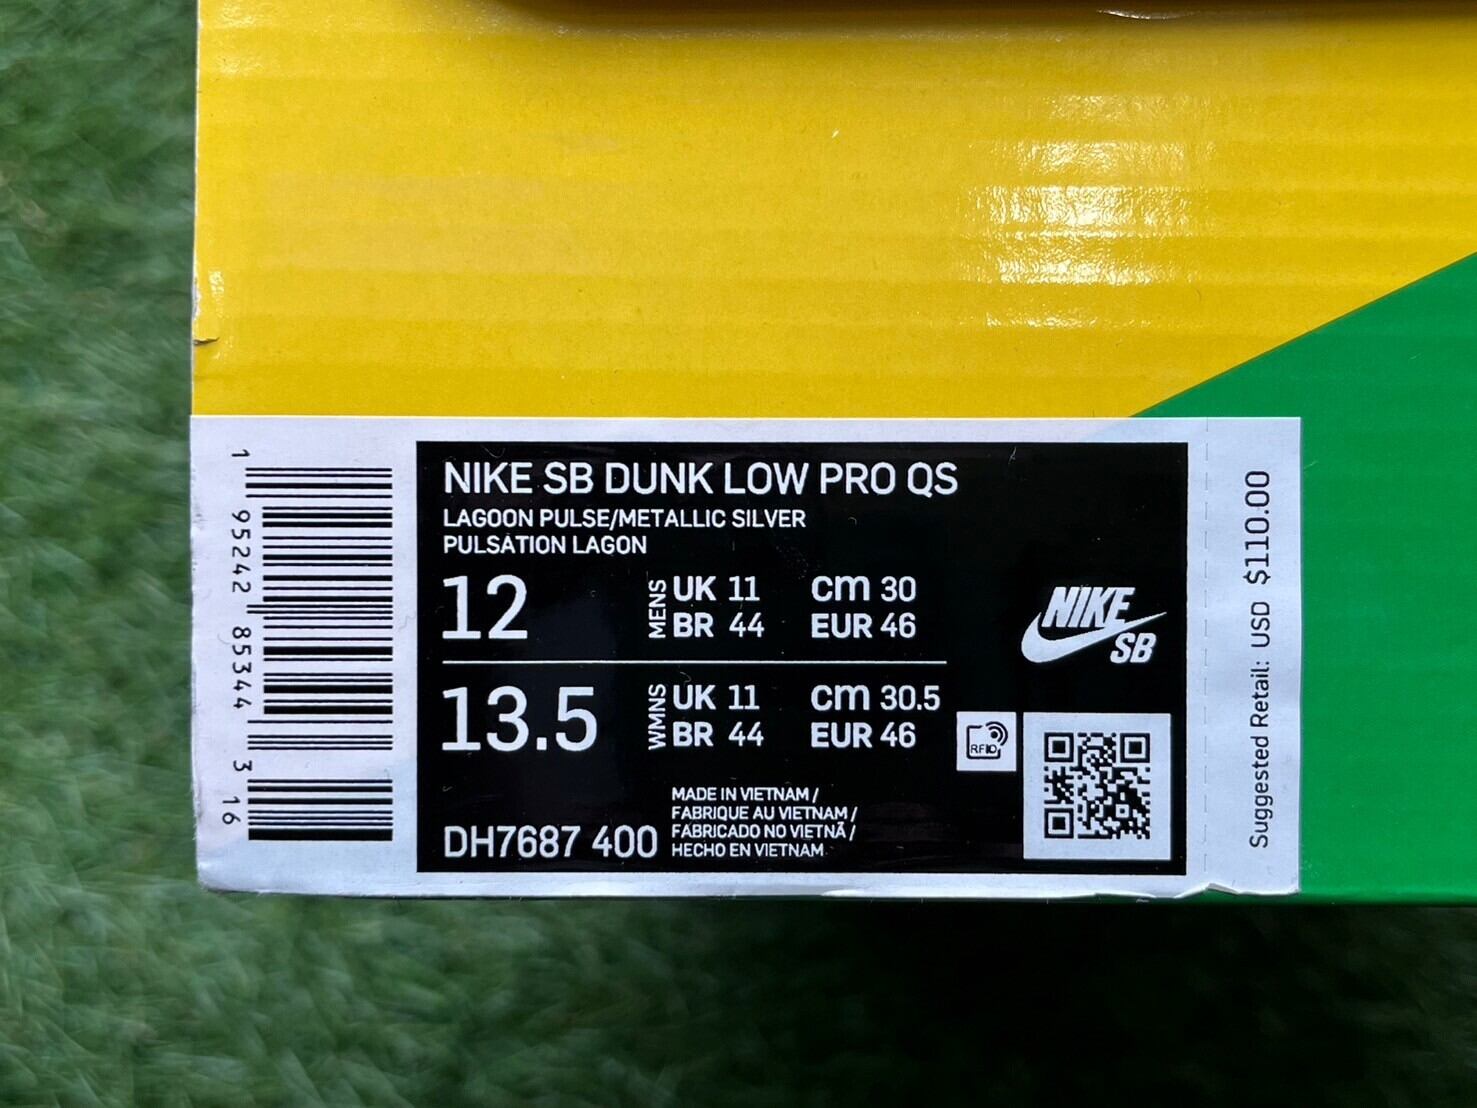 NIKE SB DUNK LOW PRO QS
LAGOON PULSE/METALLIC SILVER
PULSATION LAGON
12
MENS
UK 11 cm 30
BR 44 EUR 46
13.5
WMNS
UK 11 cm 30.5
BR 44 EUR 46
MADE IN VIETNAM /
FABRIQUE AU VIETNAM /
FABRICADO NO VIETNÃ /
HECHO EN VIETNAM
DH7687 400
NIKE
SB
RFID
1 95242 85344 3 16
Suggested Retail: USD $110.00